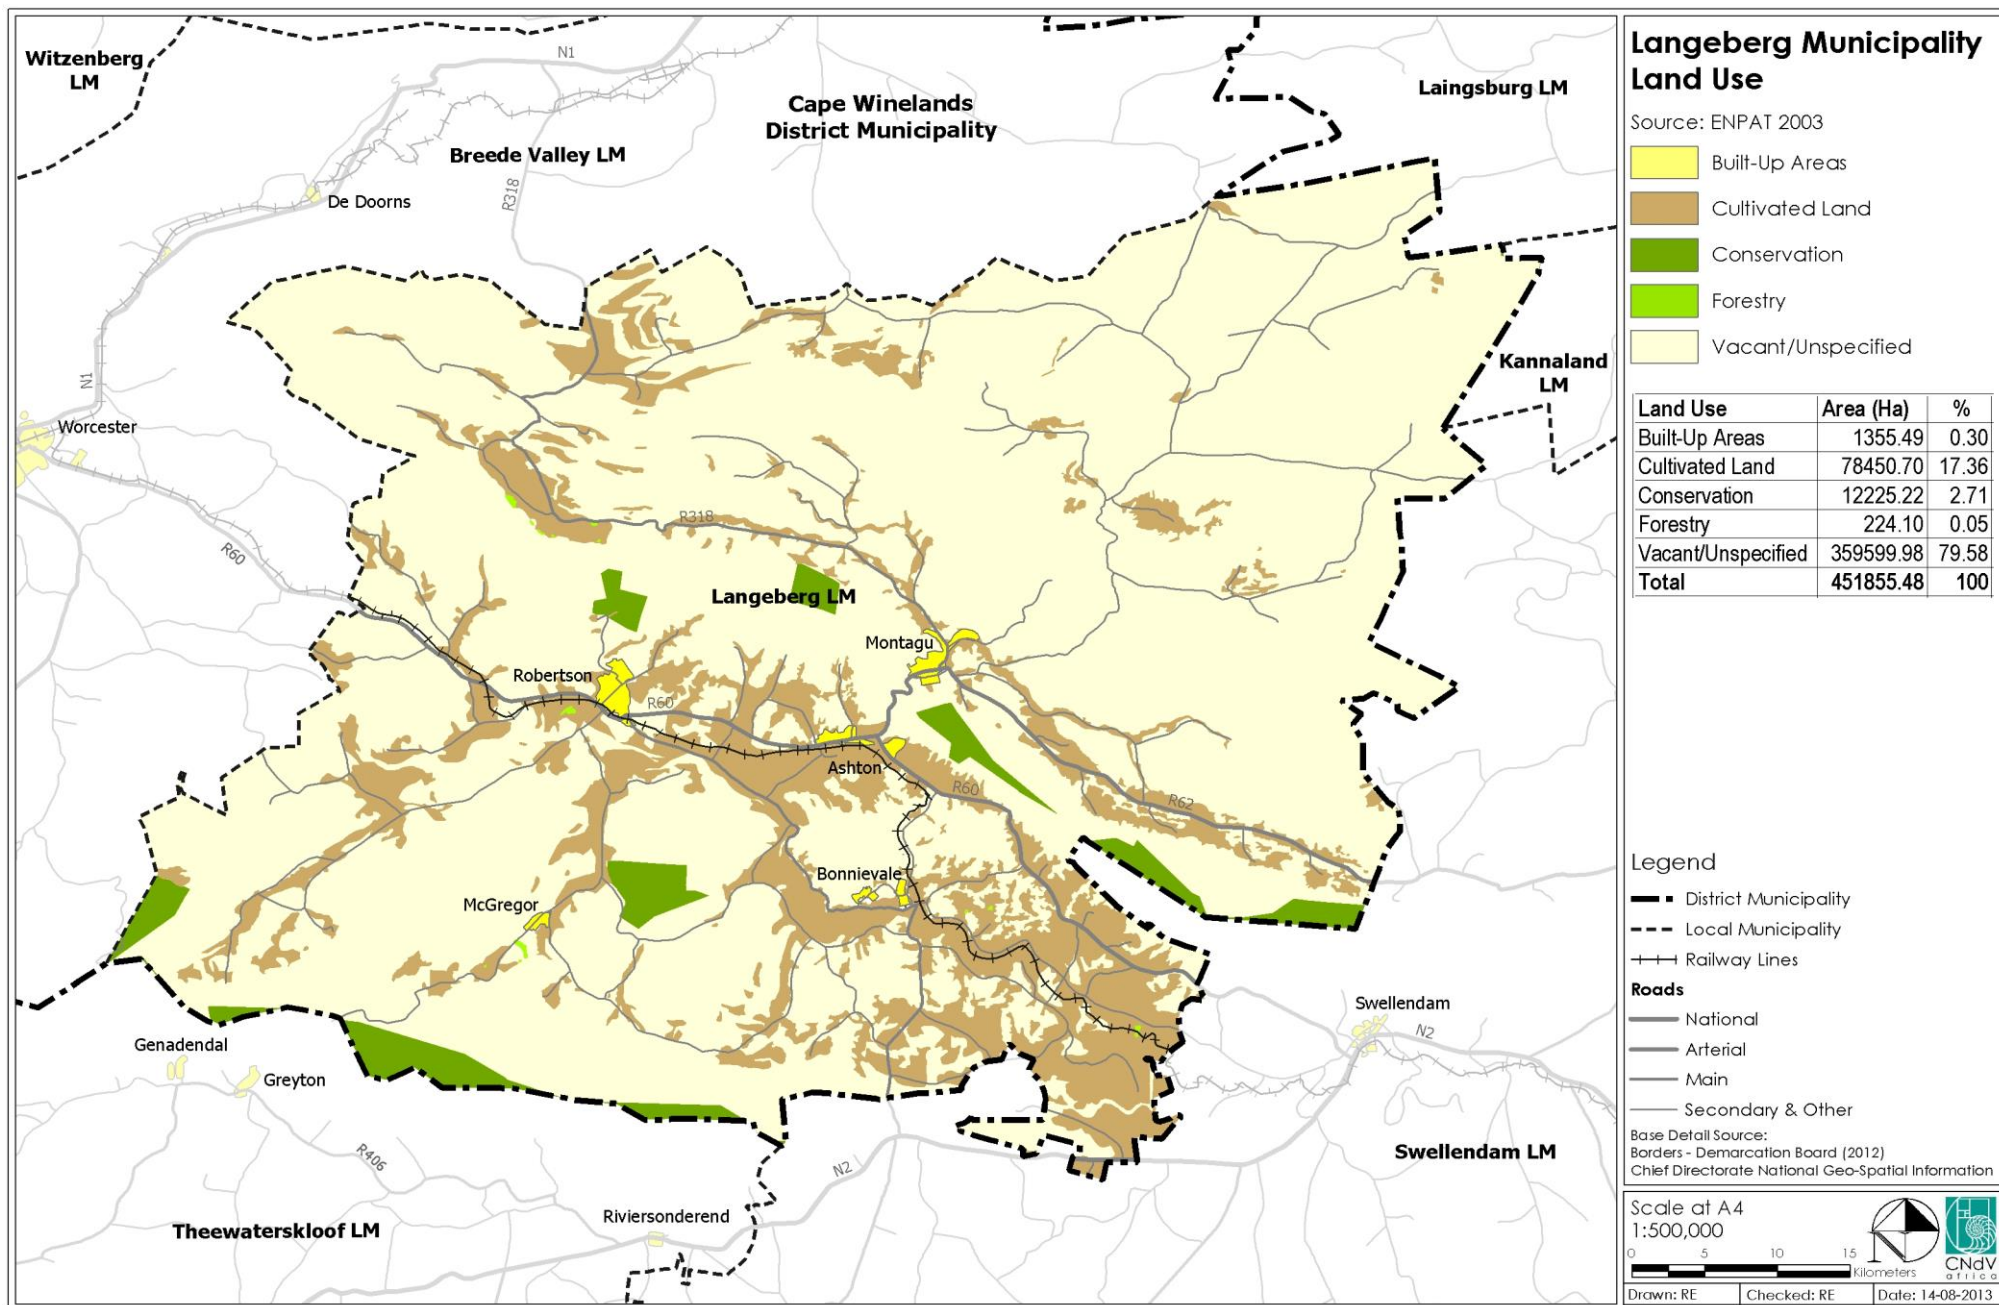 Witzenberg
LM
N1
Cape Winelands
District Municipality
Laingsburg LM
Breede Valley LM
De Doorns
R318
N1
Kannaland
LM
Worcester
R60
R318
Langeberg LM
Montagu
Robertson
R60
Ashton
R60
R62
Bonnievale
McGregor
Swellendam
N2
Genadendal
Greyton
R406
N2
Swellendam LM
Riviersonderend
Theewaterskloof LM
Langeberg Municipality
Land Use
Source: ENPAT 2003
Built-Up Areas
Cultivated Land
Conservation
Forestry
Vacant/Unspecified
Land Use Area (Ha) %
Built-Up Areas 1355.49 0.30
Cultivated Land 78450.70 17.36
Conservation 12225.22 2.71
Forestry 224.10 0.05
Vacant/Unspecified 359599.98 79.58
Total 451855.48 100
Legend
District Municipality
Local Municipality
Railway Lines
Roads
National
Arterial
Main
Secondary & Other
Base Detail Source:
Borders - Demarcation Board (2012)
Chief Directorate National Geo-Spatial Information
Scale at A4
1:500,000
0 5 10 15
Kilometers
CNdV
africa
Drawn: RE Checked: RE Date: 14-08-2013